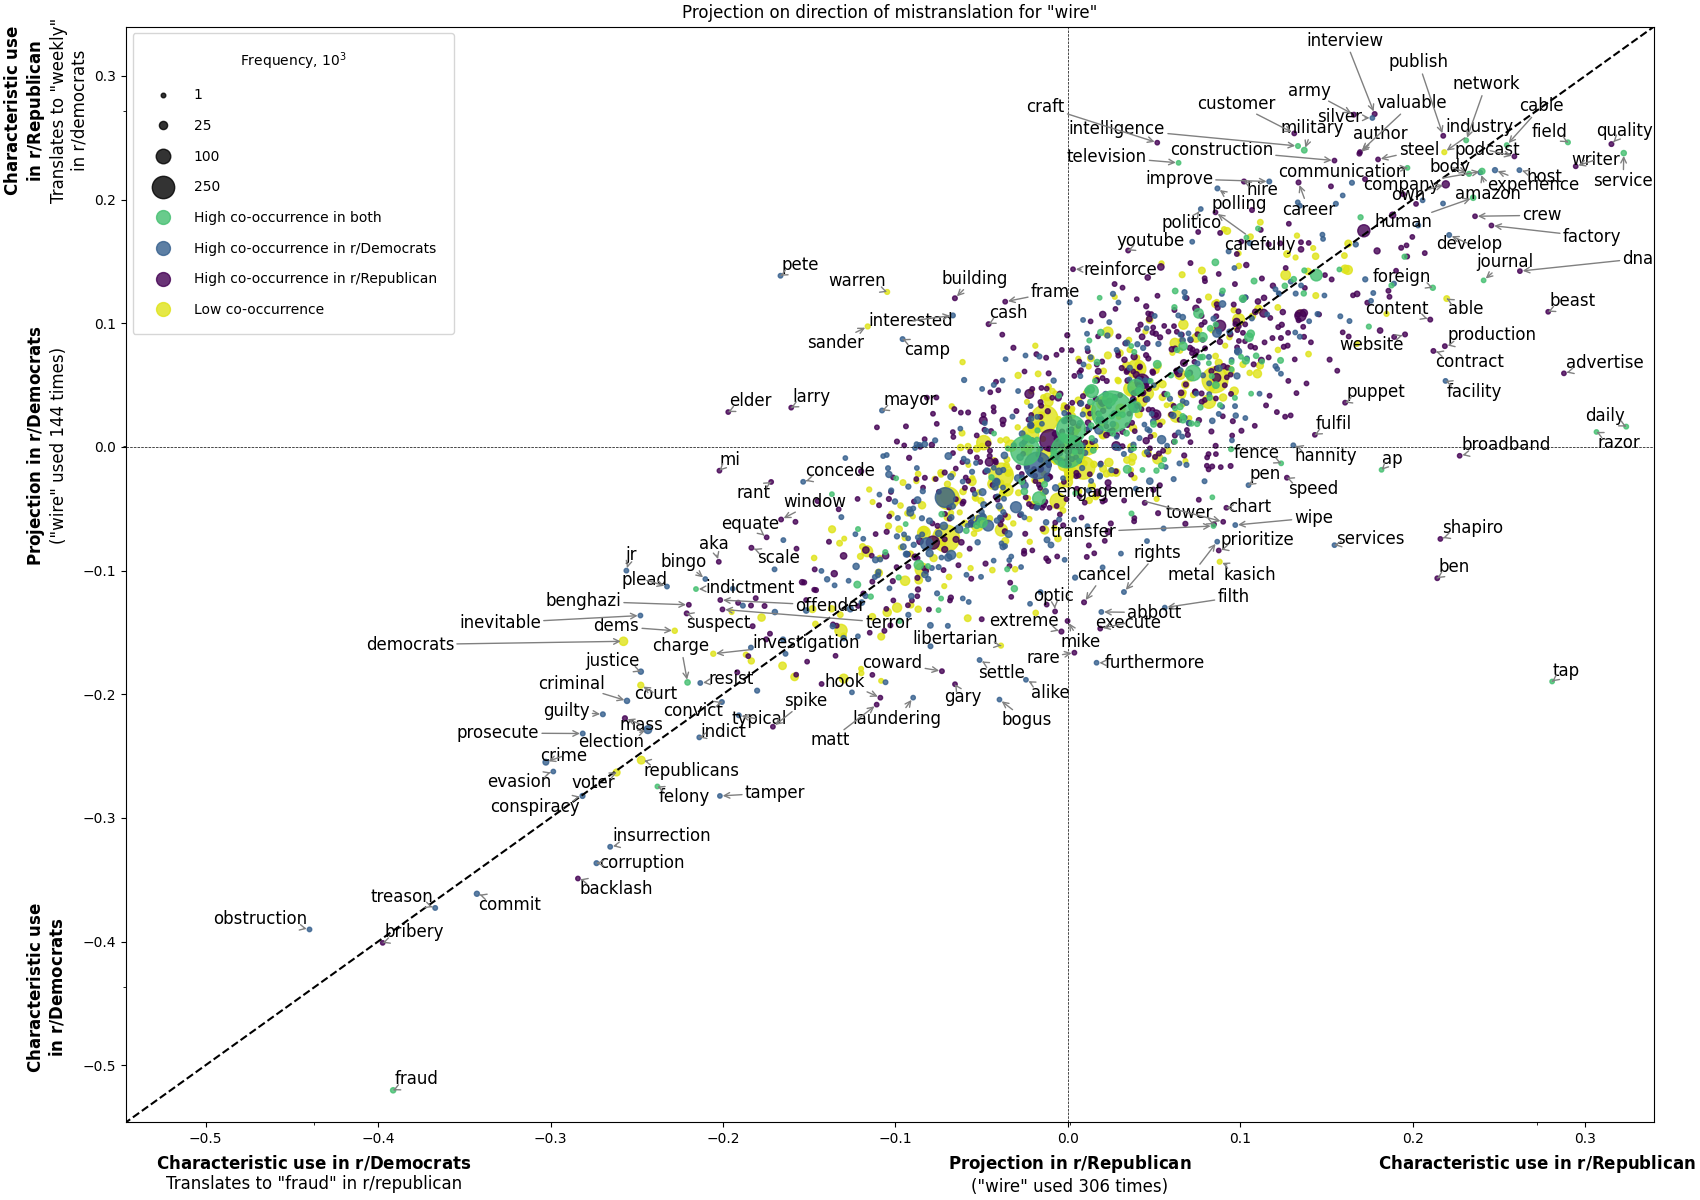 Projection on direction of mistranslation for "wire"
Characteristic use
in r/Republican
Translates to "weekly"
in r/democrats
Projection in r/Democrats
("wire" used 144 times)
Characteristic use
in r/Democrats
Frequency, 10³
1
25
100
250
High co-occurrence in both
High co-occurrence in r/Democrats
High co-occurrence in r/Republican
Low co-occurrence
0.3
0.2
0.1
0.0
−0.1
−0.2
−0.3
−0.4
−0.5
interview
publish
network
army
customer
craft
silver
valuable
cable
intelligence
military
author
industry
field
quality
television
construction
steel
podcast
communication
body
writer
improve
hire
company
own
amazon
experience
host
service
polling
career
politico
human
crew
factory
youtube
carefully
develop
journal
dna
pete
warren
building
reinforce
foreign
frame
interested
cash
content
able
beast
sander
camp
website
production
contract
advertise
elder
larry
mayor
puppet
facility
fulfil
daily
razor
mi
concede
fence
hannity
ap
broadband
rant
window
engagement
pen
speed
equate
tower
chart
transfer
wipe
aka
scale
prioritize
services
shapiro
jr
bingo
rights
plead
indictment
cancel
metal
kasich
ben
benghazi
offender
optic
filth
inevitable
dems
suspect
terror
extreme
abbott
execute
democrats
charge
investigation
libertarian
mike
justice
coward
rare
furthermore
criminal
court
resist
hook
settle
tap
guilty
mass
convict
typical
spike
laundering
gary
alike
bogus
prosecute
election
indict
matt
crime
evasion
voter
republicans
conspiracy
felony
tamper
insurrection
corruption
backlash
treason
commit
obstruction
bribery
fraud
−0.5
−0.4
−0.3
−0.2
−0.1
0.0
0.1
0.2
0.3
Characteristic use in r/Democrats
Translates to "fraud" in r/republican
Projection in r/Republican
("wire" used 306 times)
Characteristic use in r/Republican